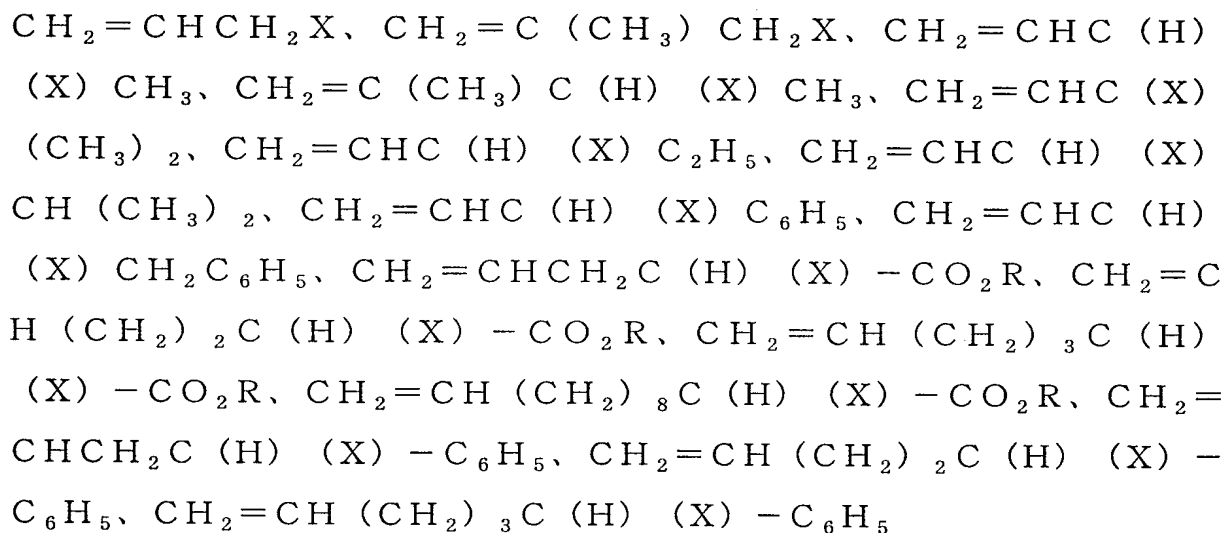 CH₂=CHCH₂X、CH₂=C(CH₃)CH₂X、CH₂=CHC(H)
(X)CH₃、CH₂=C(CH₃)C(H)(X)CH₃、CH₂=CHC(X)
(CH₃)₂、CH₂=CHC(H)(X)C₂H₅、CH₂=CHC(H)(X)
CH(CH₃)₂、CH₂=CHC(H)(X)C₆H₅、CH₂=CHC(H)
(X)CH₂C₆H₅、CH₂=CHCH₂C(H)(X)-CO₂R、CH₂=C
H(CH₂)₂C(H)(X)-CO₂R、CH₂=CH(CH₂)₃C(H)
(X)-CO₂R、CH₂=CH(CH₂)₈C(H)(X)-CO₂R、CH₂=
CHCH₂C(H)(X)-C₆H₅、CH₂=CH(CH₂)₂C(H)(X)-
C₆H₅、CH₂=CH(CH₂)₃C(H)(X)-C₆H₅